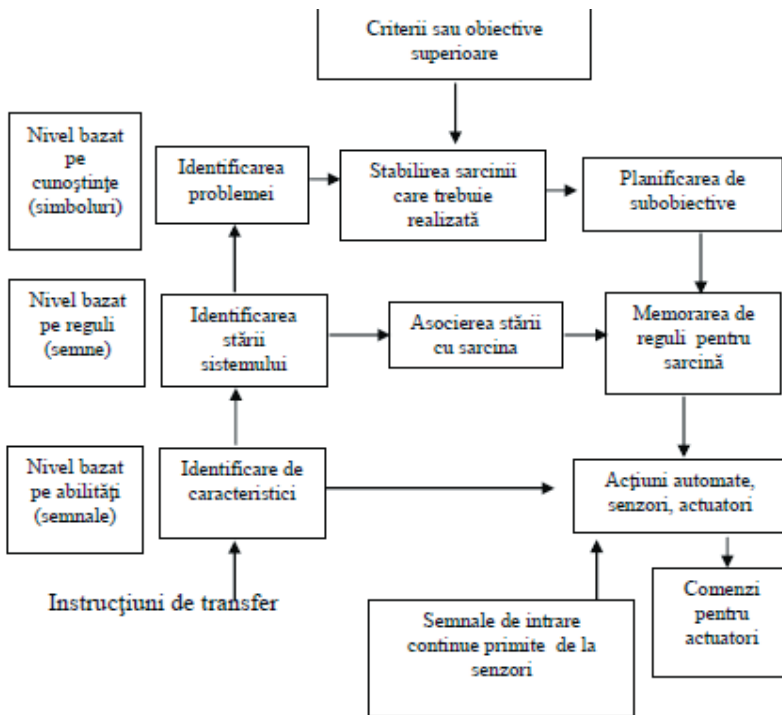 Criterii sau obiective
superioare
Nivel bazat
pe
cunoştinţe
(simboluri)
Identificarea
problemei
Stabilirea sarcinii
care trebuie
realizată
Planificarea de
subobiective
Nivel bazat
pe reguli
(semne)
Identificarea
stării
sistemului
Asocierea stării
cu sarcina
Memorarea de
reguli pentru
sarcină
Nivel bazat
pe abilităţi
(semnale)
Identificare de
caracteristici
Acţiuni automate,
senzori, actuatori
Instrucţiuni de transfer
Semnale de intrare
continue primite de la
senzori
Comenzi
pentru
actuatori